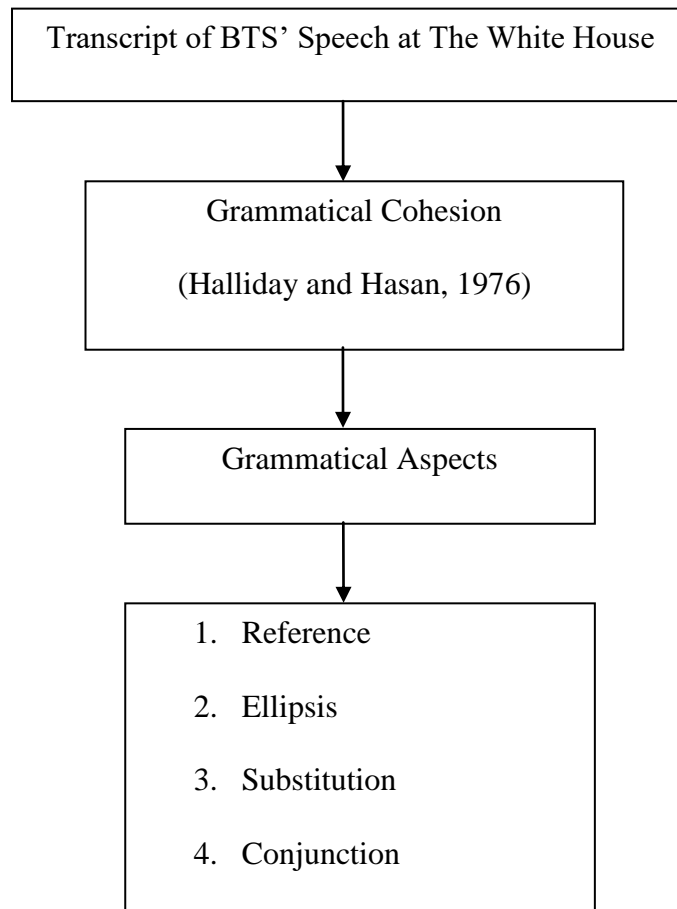 Transcript of BTS’ Speech at The White House
Grammatical Cohesion
(Halliday and Hasan, 1976)
Grammatical Aspects
1. Reference
2. Ellipsis
3. Substitution
4. Conjunction